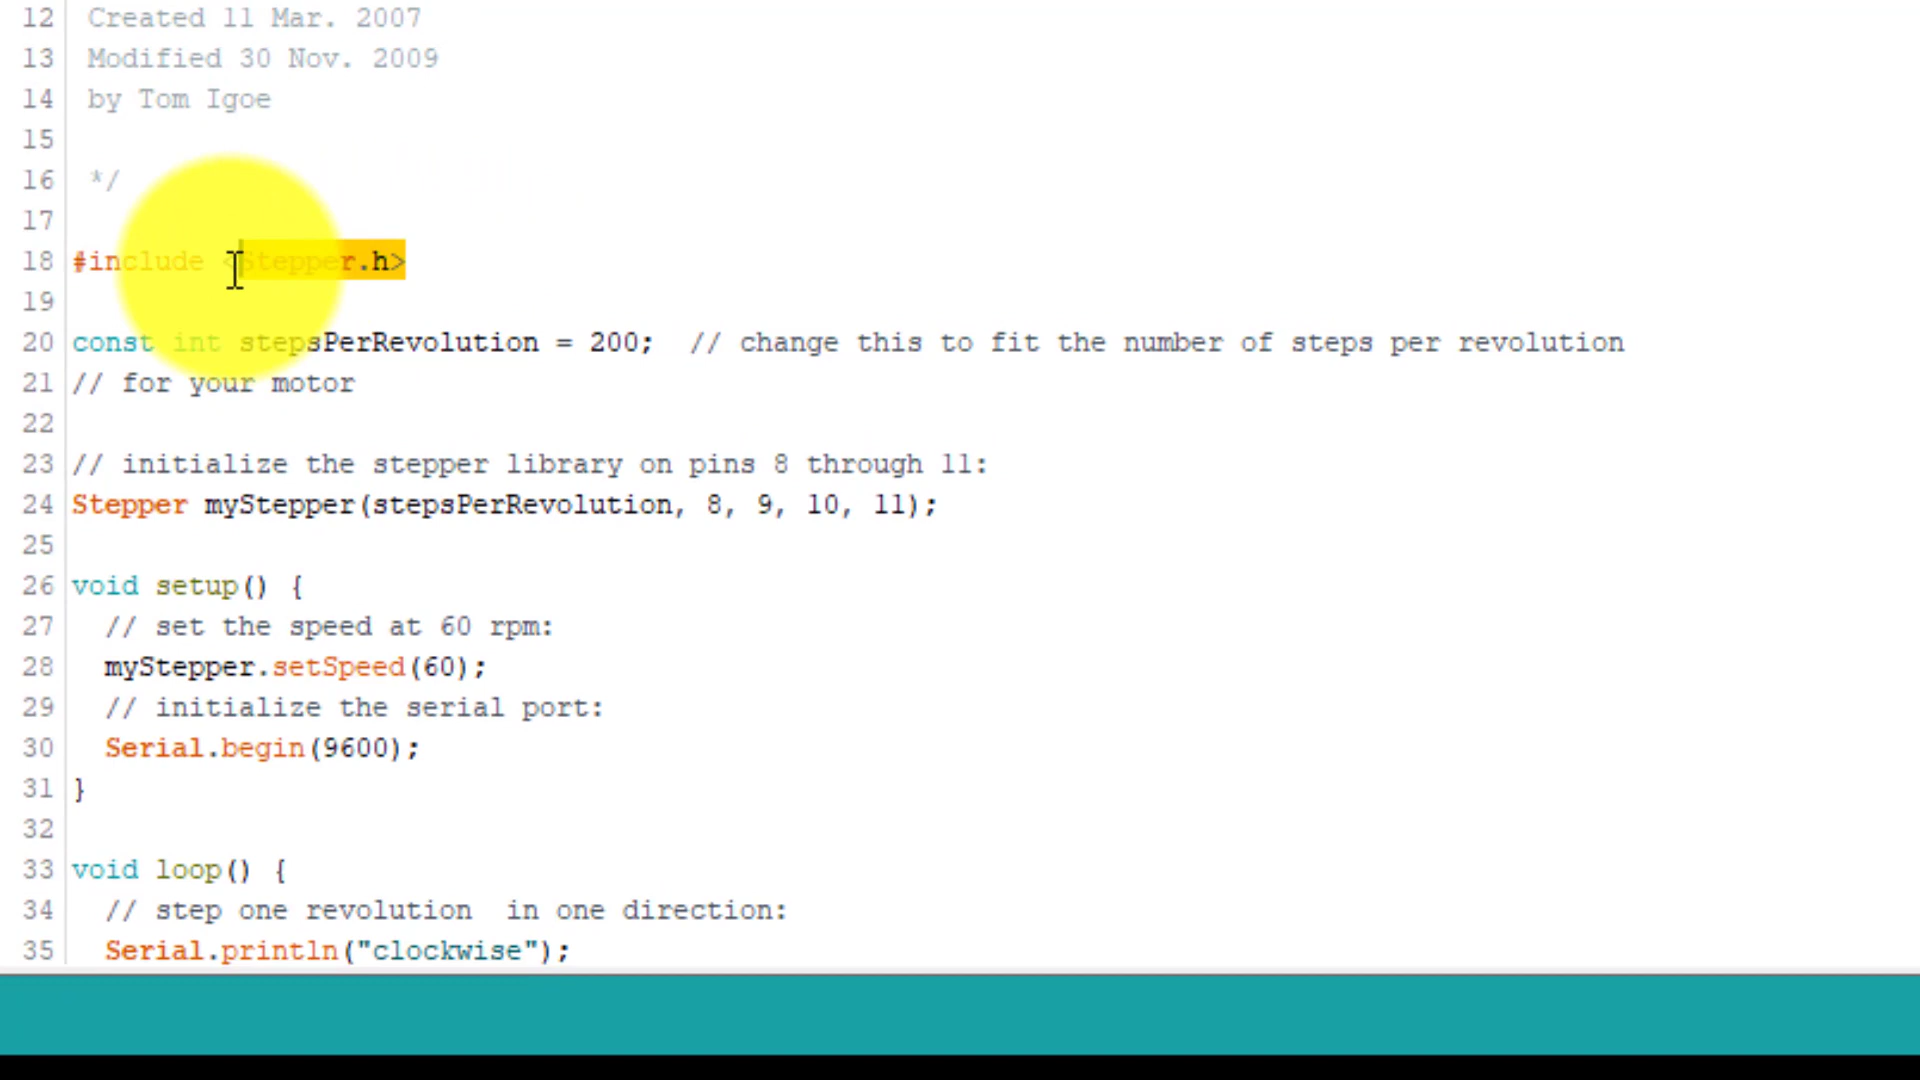 12 Created 11 Mar. 2007
13 Modified 30 Nov. 2009
14 by Tom Igoe
15
16 */
17
18 #include <Stepper.h>
19
20 const int stepsPerRevolution = 200;  // change this to fit the number of steps per revolution
21 // for your motor
22
23 // initialize the stepper library on pins 8 through 11:
24 Stepper myStepper(stepsPerRevolution, 8, 9, 10, 11);
25
26 void setup() {
27   // set the speed at 60 rpm:
28   myStepper.setSpeed(60);
29   // initialize the serial port:
30   Serial.begin(9600);
31 }
32
33 void loop() {
34   // step one revolution  in one direction:
35   Serial.println("clockwise");